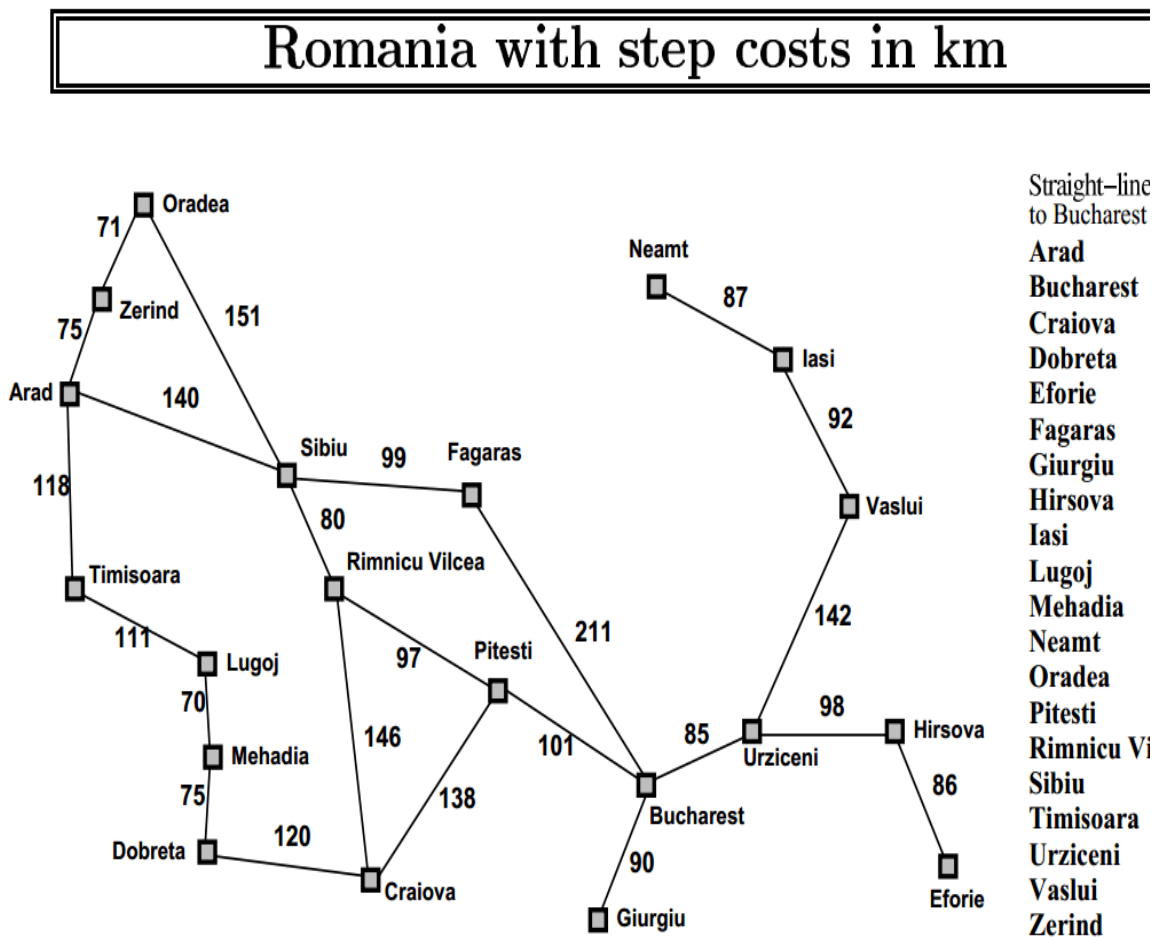 Romania with step costs in km
Straight–line
to Bucharest
Arad
Bucharest
Craiova
Dobreta
Eforie
Fagaras
Giurgiu
Hirsova
Iasi
Lugoj
Mehadia
Neamt
Oradea
Pitesti
Rimnicu Vi
Sibiu
Timisoara
Urziceni
Vaslui
Zerind
Oradea
71
Neamt
87
Zerind
151
75
Iasi
Arad
140
92
Sibiu
99
Fagaras
118
Vaslui
80
Rimnicu Vilcea
Timisoara
142
111
211
97
Pitesti
Lugoj
70
98
Hirsova
146
85
101
Urziceni
Mehadia
86
75
138
Bucharest
120
Dobreta
90
Craiova
Eforie
Giurgiu